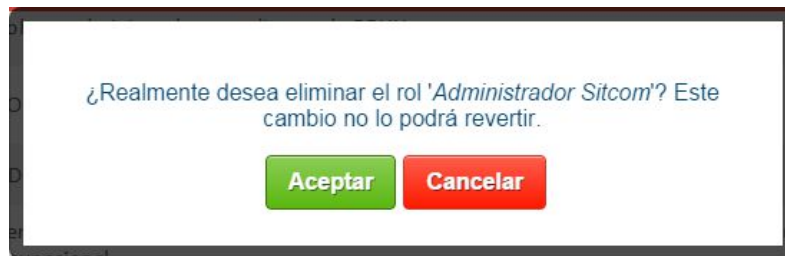 ¿Realmente desea eliminar el rol 'Administrador Sitcom'? Este
cambio no lo podrá revertir.
Aceptar Cancelar